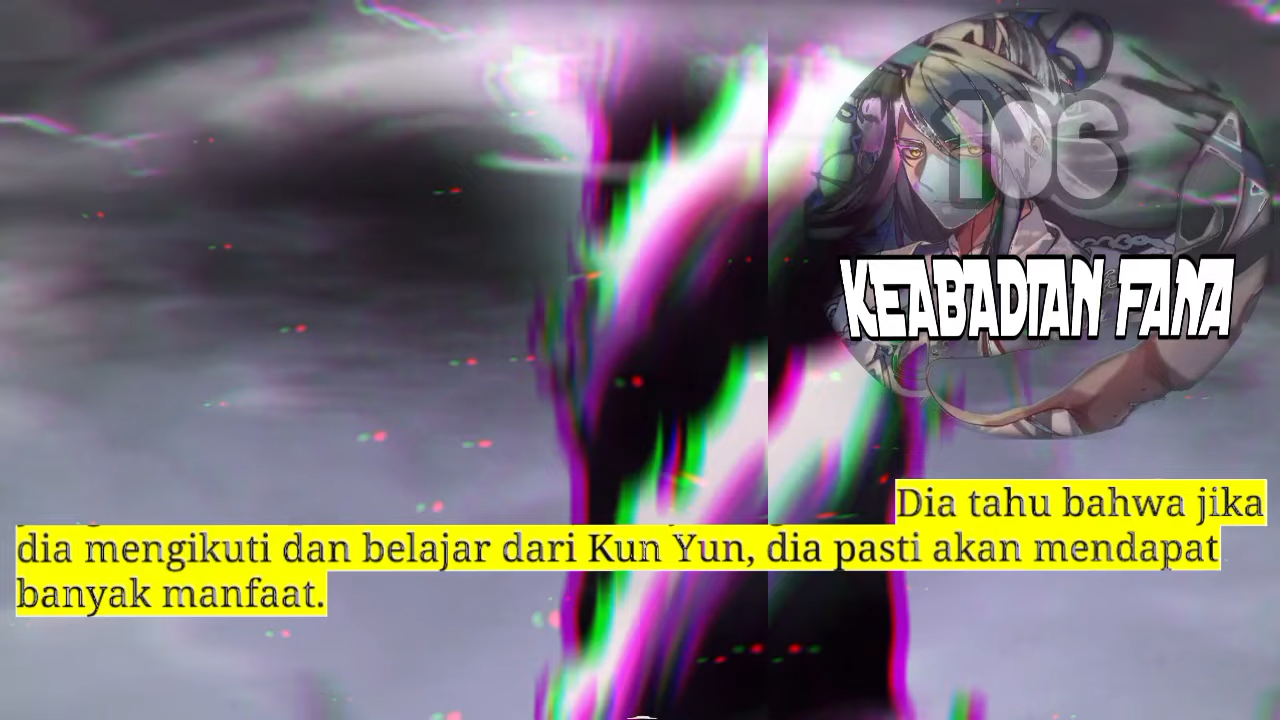 106
KEABADIAN FANA
Dia tahu bahwa jika
dia mengikuti dan belajar dari Kun Yun, dia pasti akan mendapat
banyak manfaat.